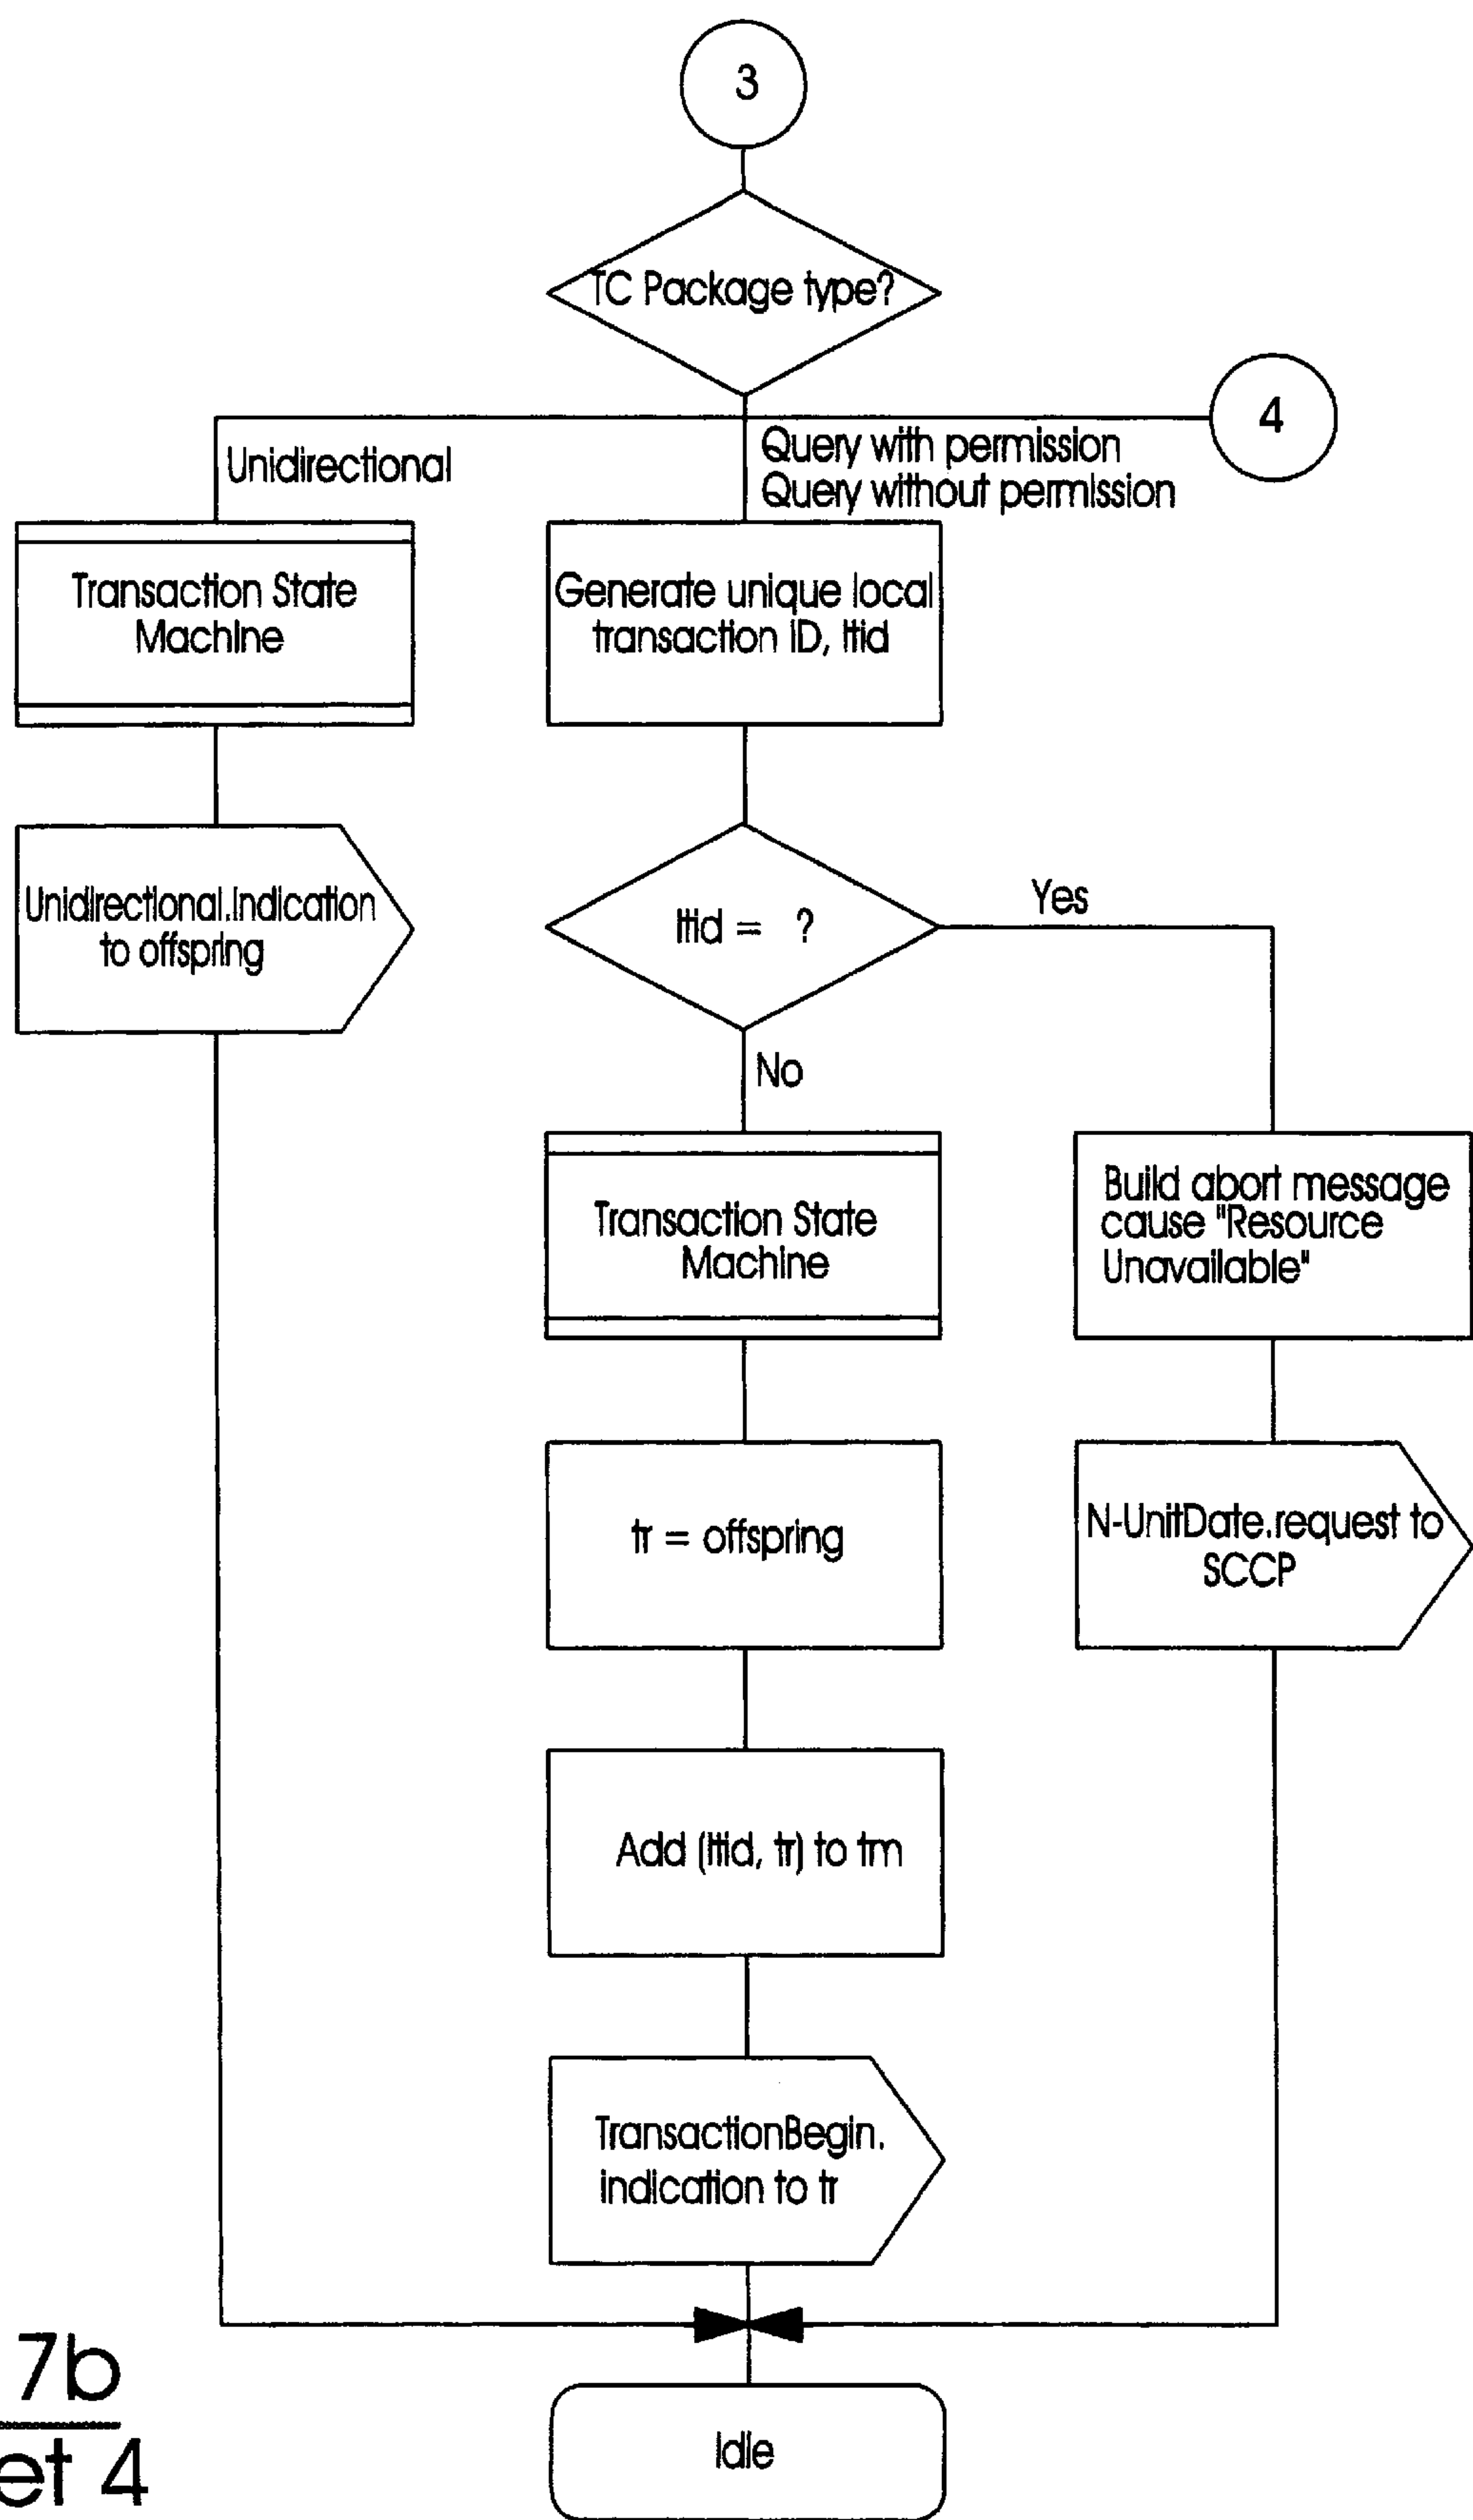 3
TC Package type?
4
Unidirectional
Query with permission
Query without permission
Transaction State
Machine
Generate unique local
transaction ID, ltid
Unidirectional.Indication
to offspring
ltid = ?
Yes
No
Transaction State
Machine
Build abort message
cause "Resource
Unavailable"
tr = offspring
N-UnitDate.request to
SCCP
Add (ltid, tr) to tm
TransactionBegin.
indication to tr
Idle
7b
et 4